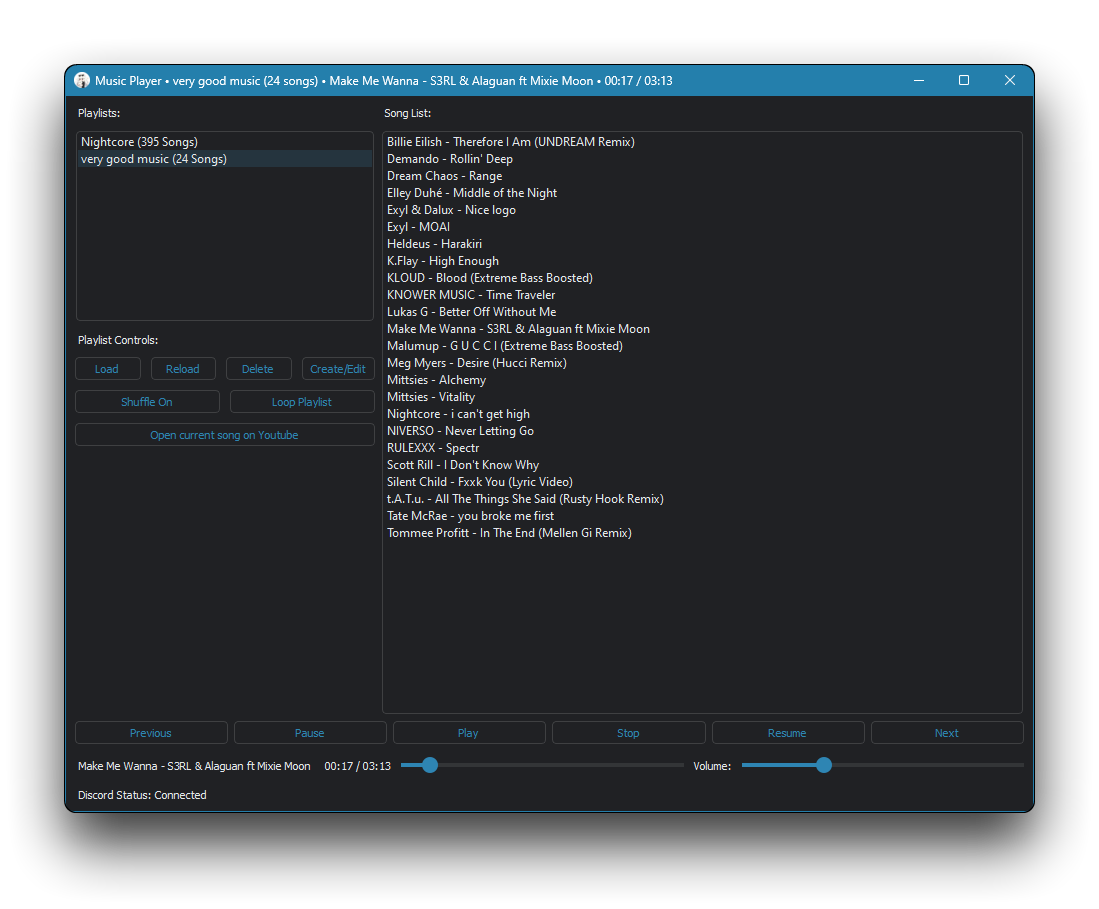 Music Player • very good music (24 songs) • Make Me Wanna - S3RL & Alaguan ft Mixie Moon • 00:17 / 03:13
Playlists:
Nightcore (395 Songs)
very good music (24 Songs)
Playlist Controls:
Load Reload Delete Create/Edit
Shuffle On Loop Playlist
Open current song on Youtube
Song List:
Billie Eilish - Therefore I Am (UNDREAM Remix)
Demando - Rollin' Deep
Dream Chaos - Range
Elley Duhé - Middle of the Night
Exyl & Dalux - Nice logo
Exyl - MOAI
Heldeus - Harakiri
K.Flay - High Enough
KLOUD - Blood (Extreme Bass Boosted)
KNOWER MUSIC - Time Traveler
Lukas G - Better Off Without Me
Make Me Wanna - S3RL & Alaguan ft Mixie Moon
Malumup - G U C C I (Extreme Bass Boosted)
Meg Myers - Desire (Hucci Remix)
Mittsies - Alchemy
Mittsies - Vitality
Nightcore - i can't get high
NIVERSO - Never Letting Go
RULEXXX - Spectr
Scott Rill - I Don't Know Why
Silent Child - Fxxk You (Lyric Video)
t.A.T.u. - All The Things She Said (Rusty Hook Remix)
Tate McRae - you broke me first
Tommee Profitt - In The End (Mellen Gi Remix)
Previous Pause Play Stop Resume Next
Make Me Wanna - S3RL & Alaguan ft Mixie Moon 00:17 / 03:13 Volume:
Discord Status: Connected